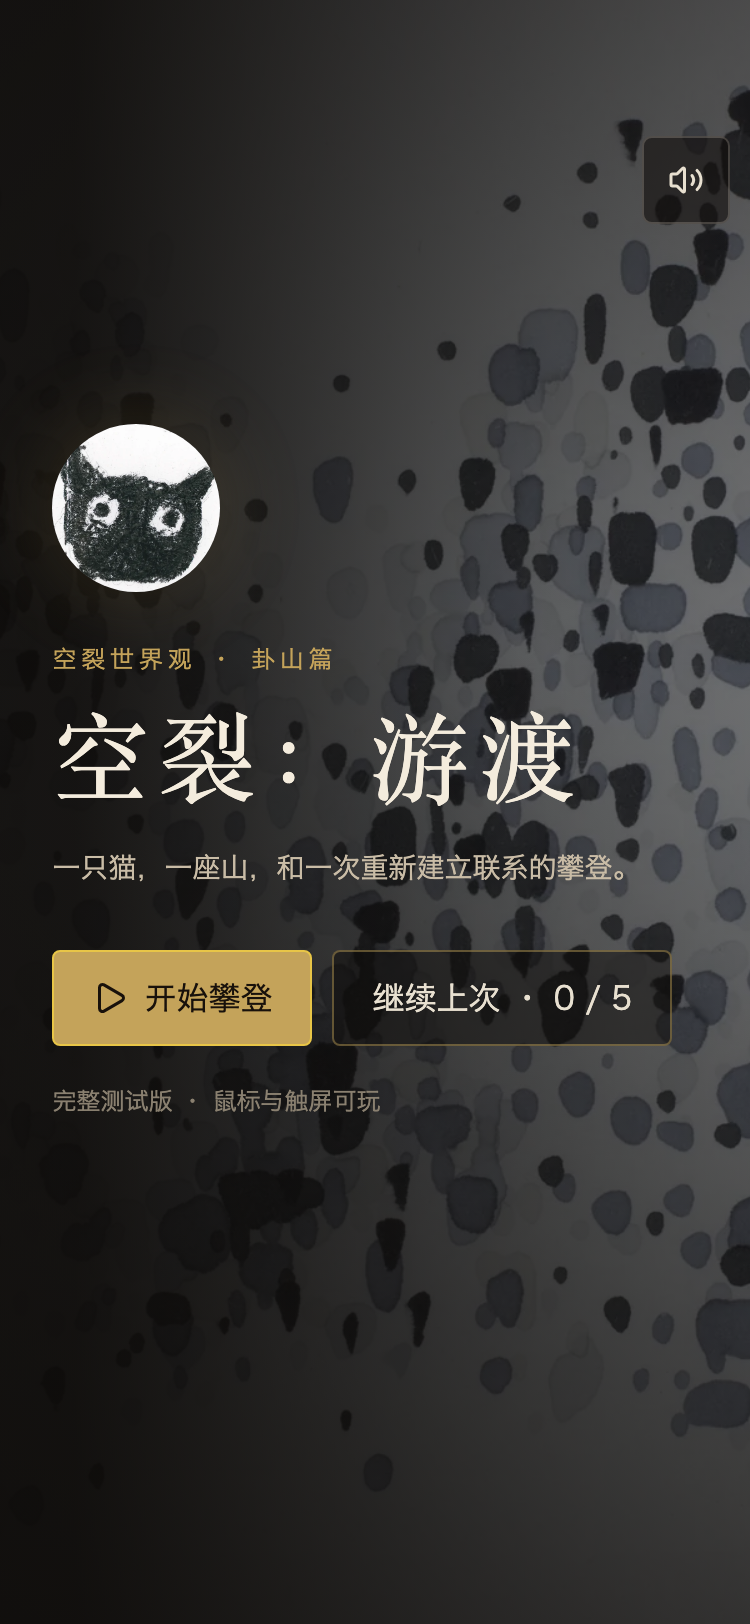 空裂世界观 · 卦山篇
空裂：游渡
一只猫，一座山，和一次重新建立联系的攀登。
开始攀登
继续上次 · 0 / 5
完整测试版 · 鼠标与触屏可玩